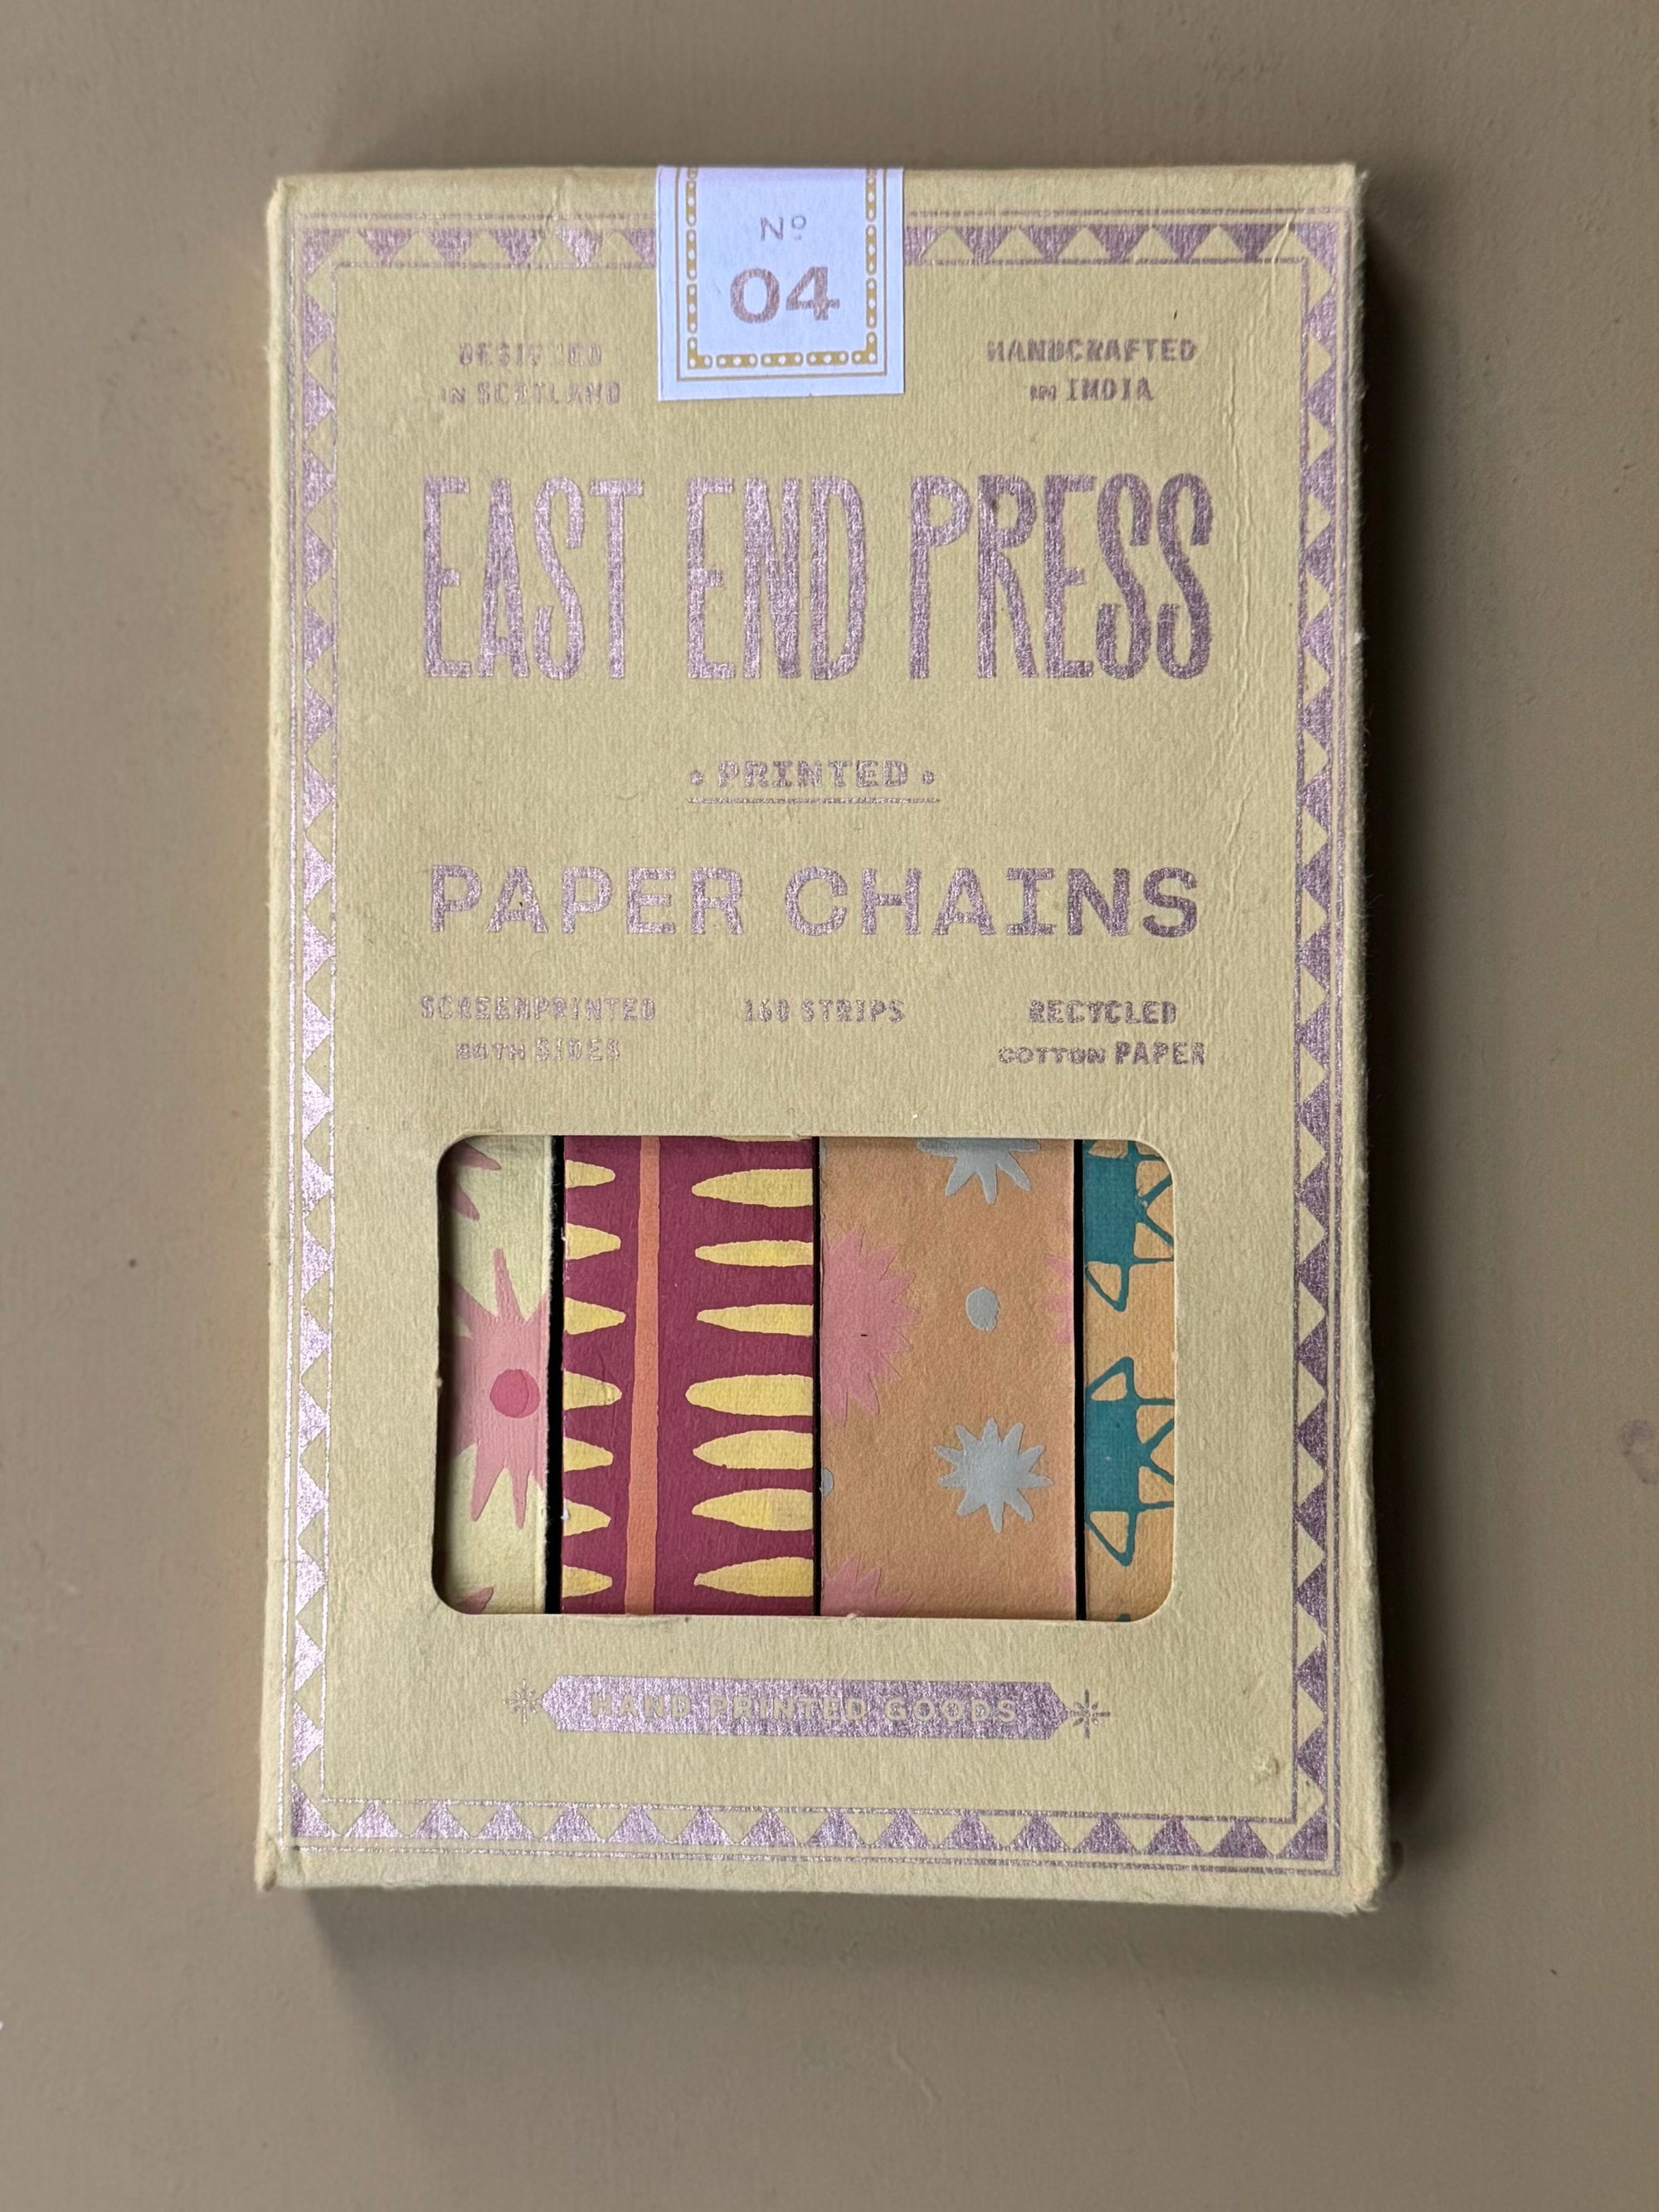 Nº
04
DESIGNED
IN SCOTLAND
HANDCRAFTED
IN INDIA
EAST END PRESS
• PRINTED •
PAPER CHAINS
SCREENPRINTED
BOTH SIDES
160 STRIPS
RECYCLED
COTTON PAPER
HAND PRINTED GOODS